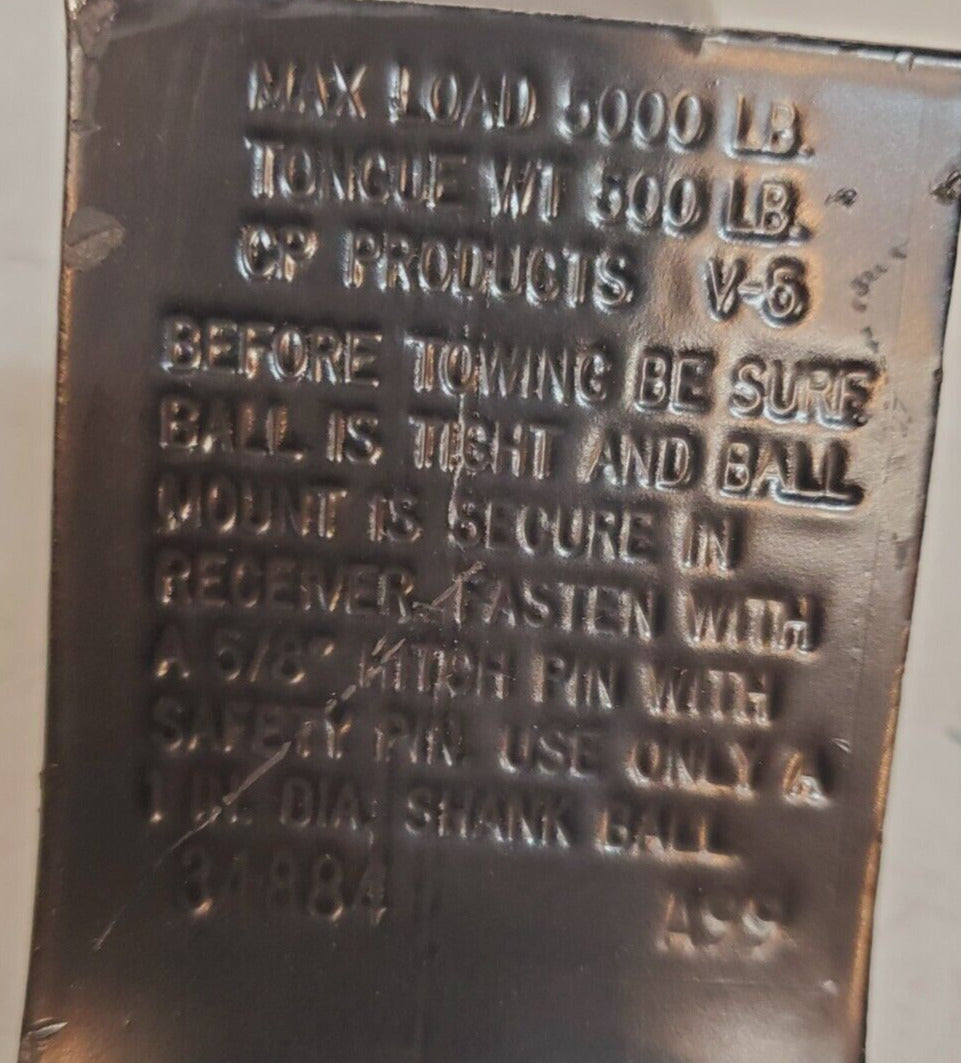 MAX LOAD 5000 LB.
TONGUE WT 500 LB.
CP PRODUCTS V-5
BEFORE TOWING BE SURE
BALL IS TIGHT AND BALL
MOUNT IS SECURE IN
RECEIVER. FASTEN WITH
A 5/8" HITCH PIN WITH
SAFETY PIN. USE ONLY A
1 IN. DIA. SHANK BALL
31884 A99